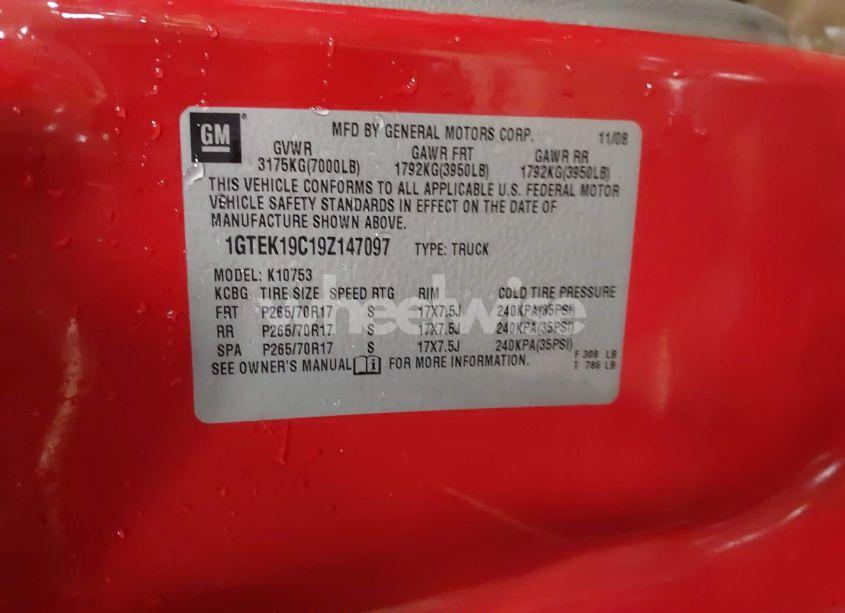 GM ®
MFD BY GENERAL MOTORS CORP. 11/08
GVWR GAWR FRT GAWR RR
3175KG(7000LB) 1792KG(3950LB) 1792KG(3950LB)
THIS VEHICLE CONFORMS TO ALL APPLICABLE U.S. FEDERAL MOTOR
VEHICLE SAFETY STANDARDS IN EFFECT ON THE DATE OF
MANUFACTURE SHOWN ABOVE.
1GTEK19C19Z147097 TYPE: TRUCK
MODEL: K10753
KCBG TIRE SIZE SPEED RTG RIM COLD TIRE PRESSURE
FRT P265/70R17 S 17X7.5J 240KPA(35PSI)
RR P265/70R17 S 17X7.5J 240KPA(35PSI)
SPA P265/70R17 S 17X7.5J 240KPA(35PSI)
SEE OWNER'S MANUAL FOR MORE INFORMATION.
F 308 LB
T 786 LB